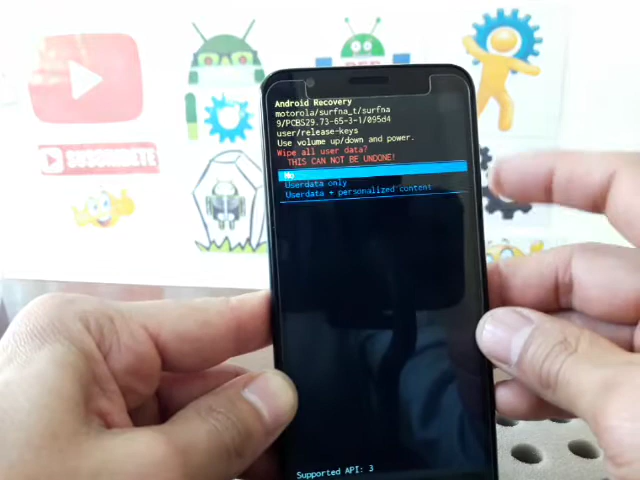 Android Recovery
motorola/surfna_t/surfna
9/PCBS29.73-65-3-1/095d4
user/release-keys
Use volume up/down and power.
Wipe all user data?
THIS CAN NOT BE UNDONE!
No
Userdata only
Userdata + personalized content
SUSCRIBETE
Supported API: 3